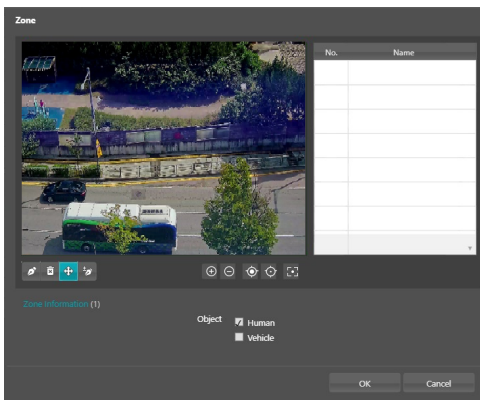 Zone
No. Name
Zone Information (1)
Object
Human
Vehicle
OK Cancel